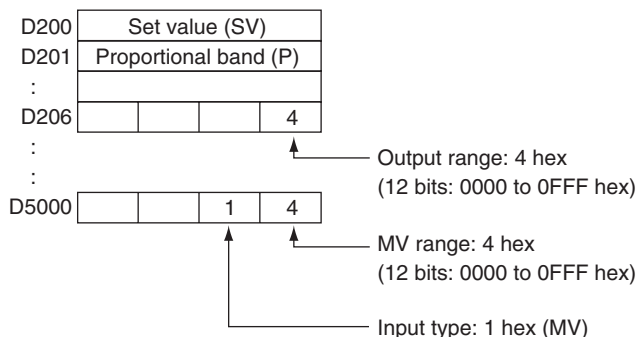 D200 Set value (SV)
D201 Proportional band (P)
:
D206 4
:
Output range: 4 hex
:
(12 bits: 0000 to 0FFF hex)
D5000 1 4
MV range: 4 hex
(12 bits: 0000 to 0FFF hex)
Input type: 1 hex (MV)